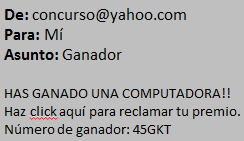 De: concurso@yahoo.com
Para: Mí
Asunto: Ganador
HAS GANADO UNA COMPUTADORA!!
Haz click aquí para reclamar tu premio.
Número de ganador: 45GKT